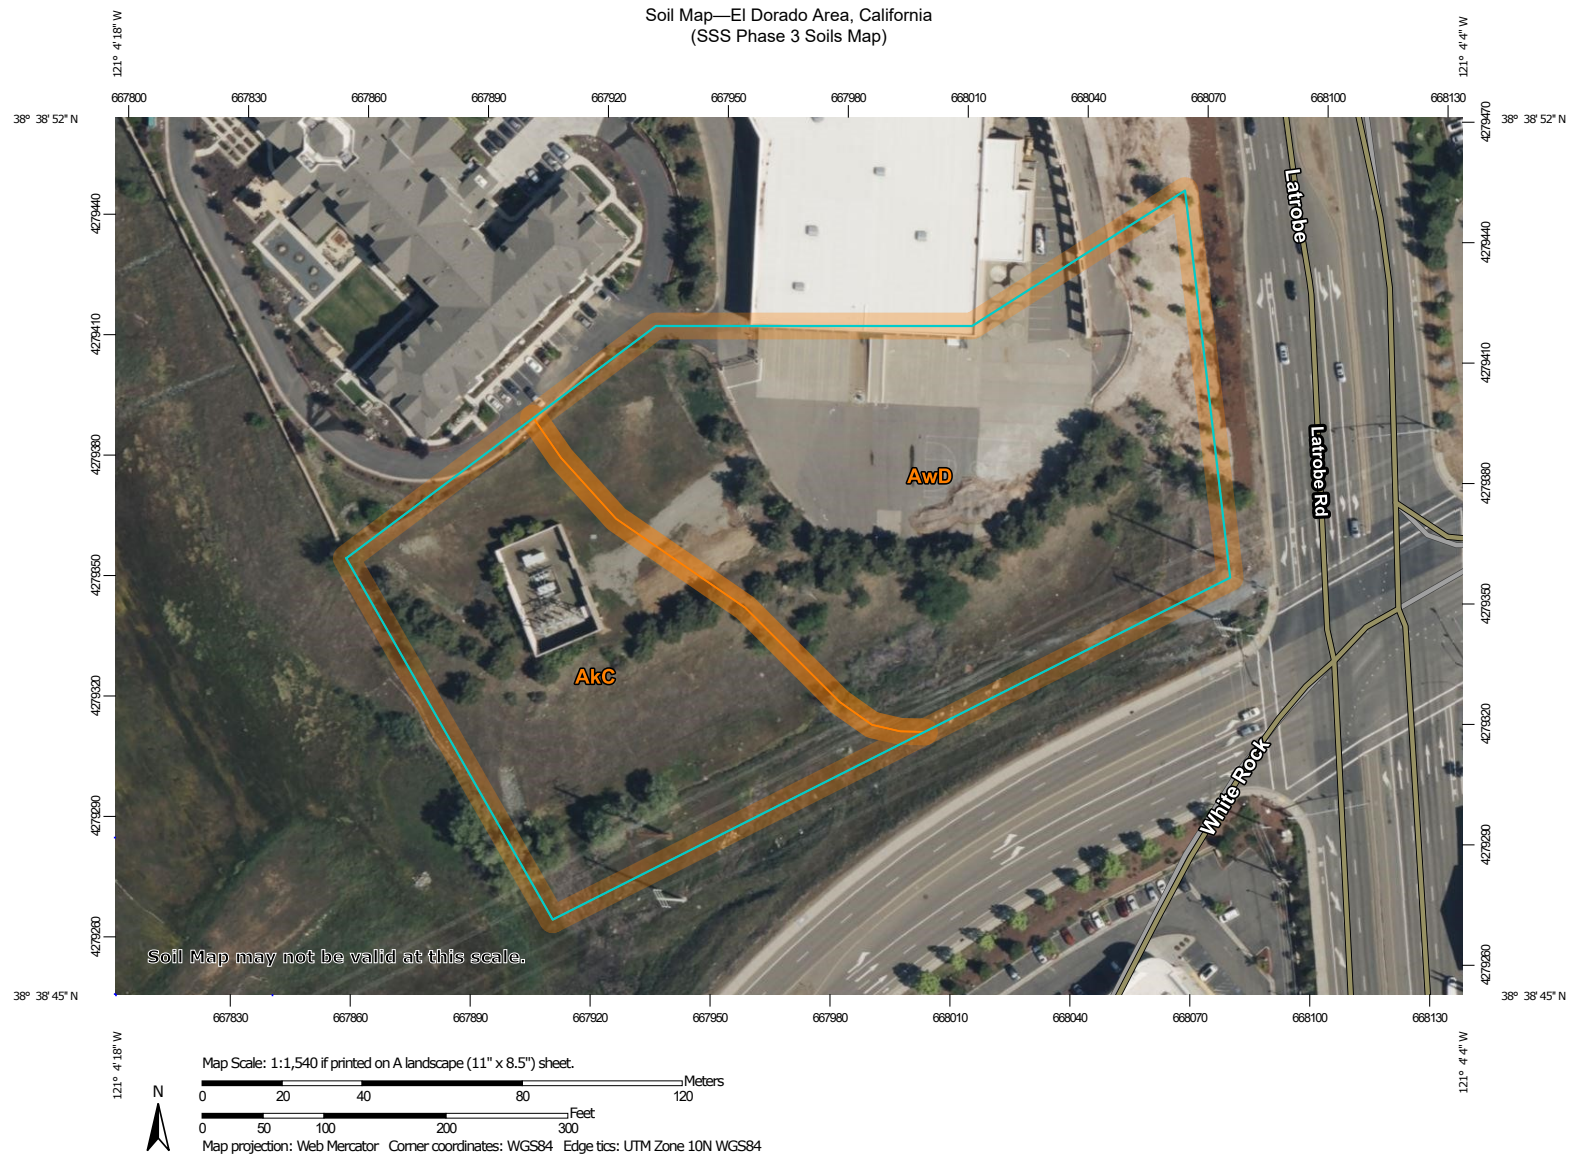 Soil Map—El Dorado Area, California
(SSS Phase 3 Soils Map)
121° 4' 18'' W
121° 4' 4'' W
667800 667830 667860 667890 667920 667950 667980 668010 668040 668070 668100 668130
38° 38' 52'' N
38° 38' 52'' N
4279470
4279440
4279440
4279410
4279410
4279380
4279380
4279350
4279350
4279320
4279320
4279290
4279290
4279260
4279260
Latrobe
Latrobe Rd
AwD
AkC
White Rock
Soil Map may not be valid at this scale.
38° 38' 45'' N
38° 38' 45'' N
667830 667860 667890 667920 667950 667980 668010 668040 668070 668100 668130
121° 4' 18'' W
121° 4' 4'' W
Map Scale: 1:1,540 if printed on A landscape (11" x 8.5") sheet.
N
Meters
0 20 40 80 120
Feet
0 50 100 200 300
Map projection: Web Mercator Corner coordinates: WGS84 Edge tics: UTM Zone 10N WGS84